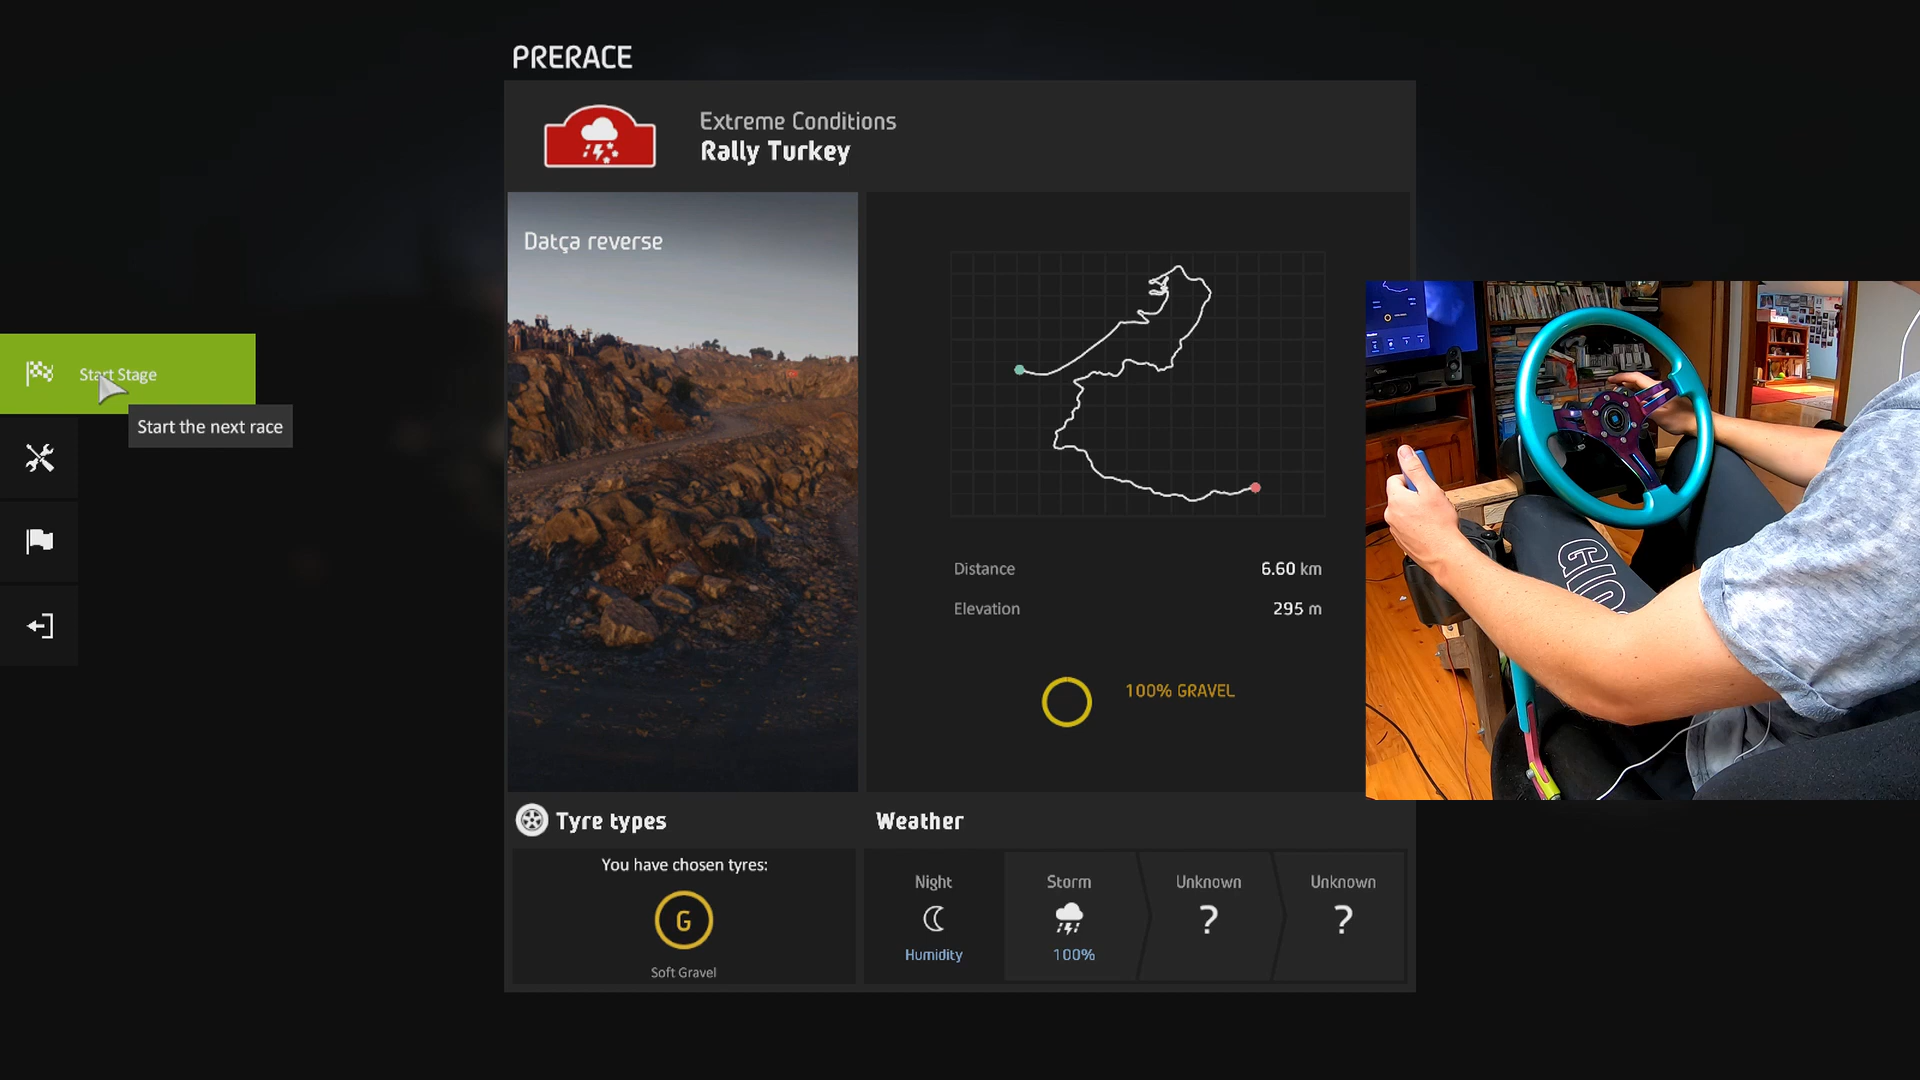 PRERACE
Extreme Conditions
Rally Turkey
Datça reverse
Start Stage
Start the next race
Distance 6.60 km
Elevation 295 m
100% GRAVEL
Tyre types
You have chosen tyres:
G
Soft Gravel
Weather
Night Storm Unknown Unknown
? ?
Humidity 100%